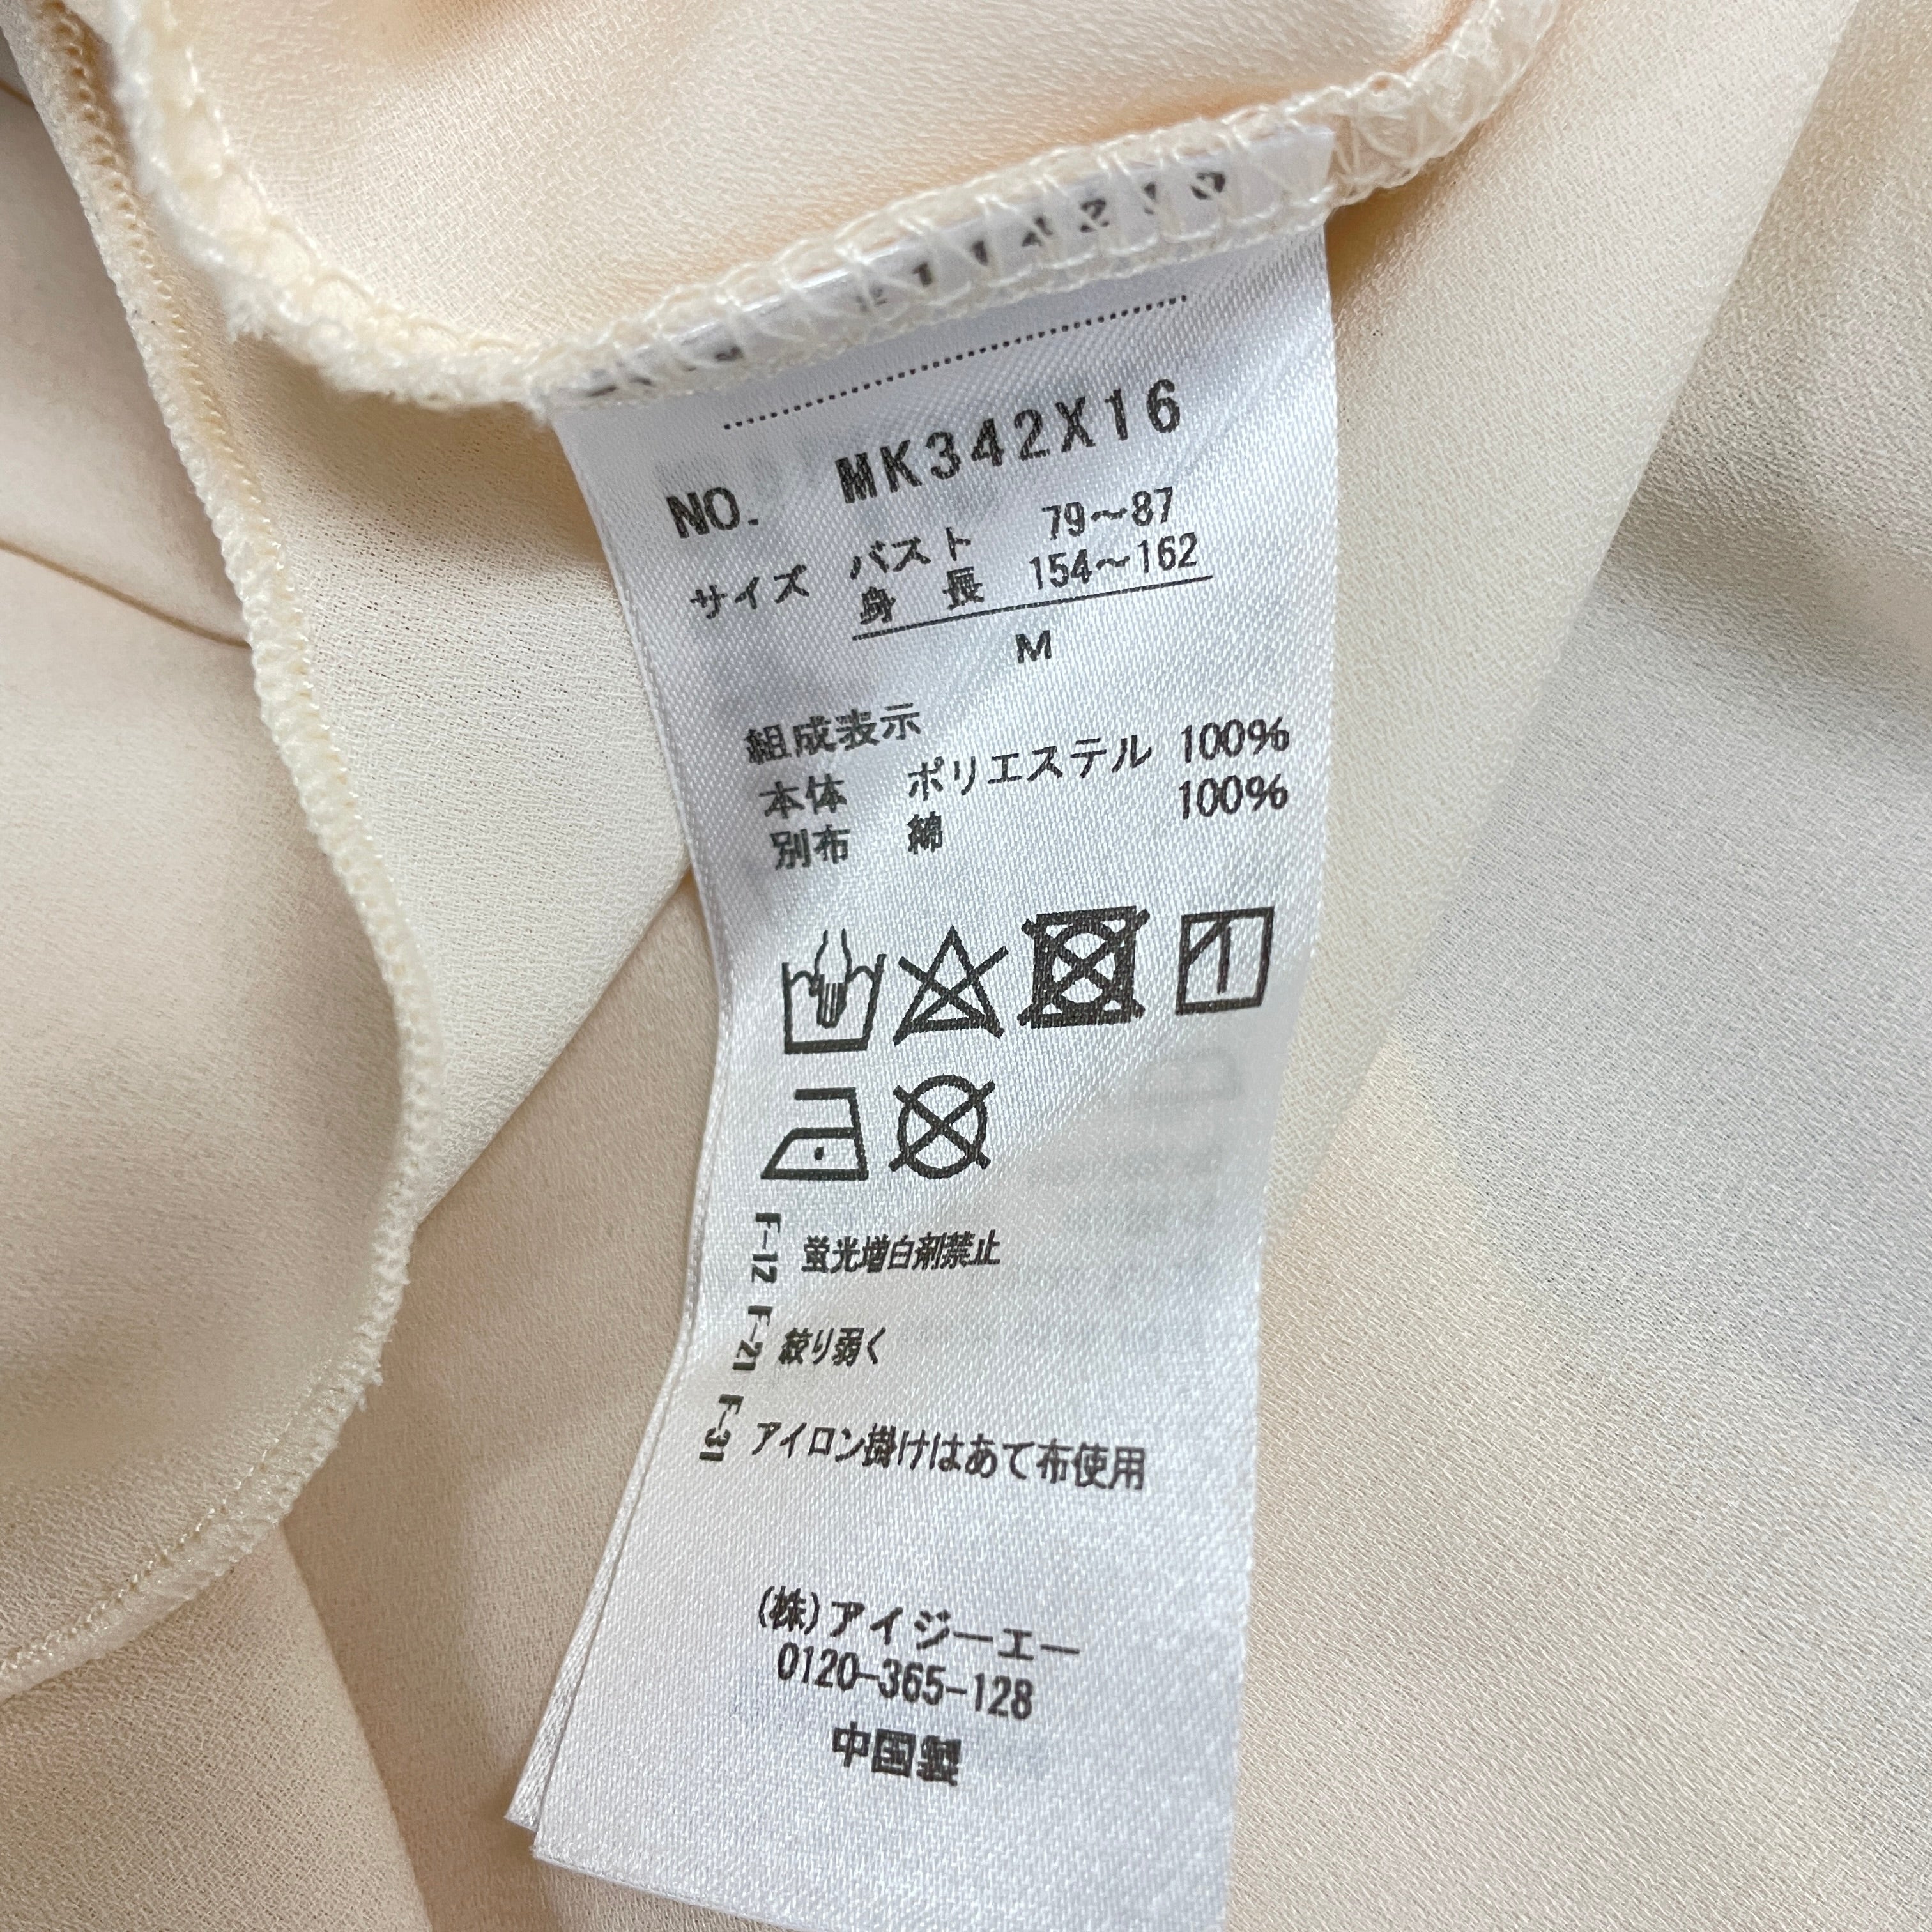 NO. MK342X16
サイズ バスト 79～87
身長 154～162
M
組成表示
本体 ポリエステル 100%
別布 綿 100%
F-12 蛍光増白剤禁止
F-21 絞り弱く
F-31 アイロン掛けはあて布使用
(株)アイジーエー
0120-365-128
中国製